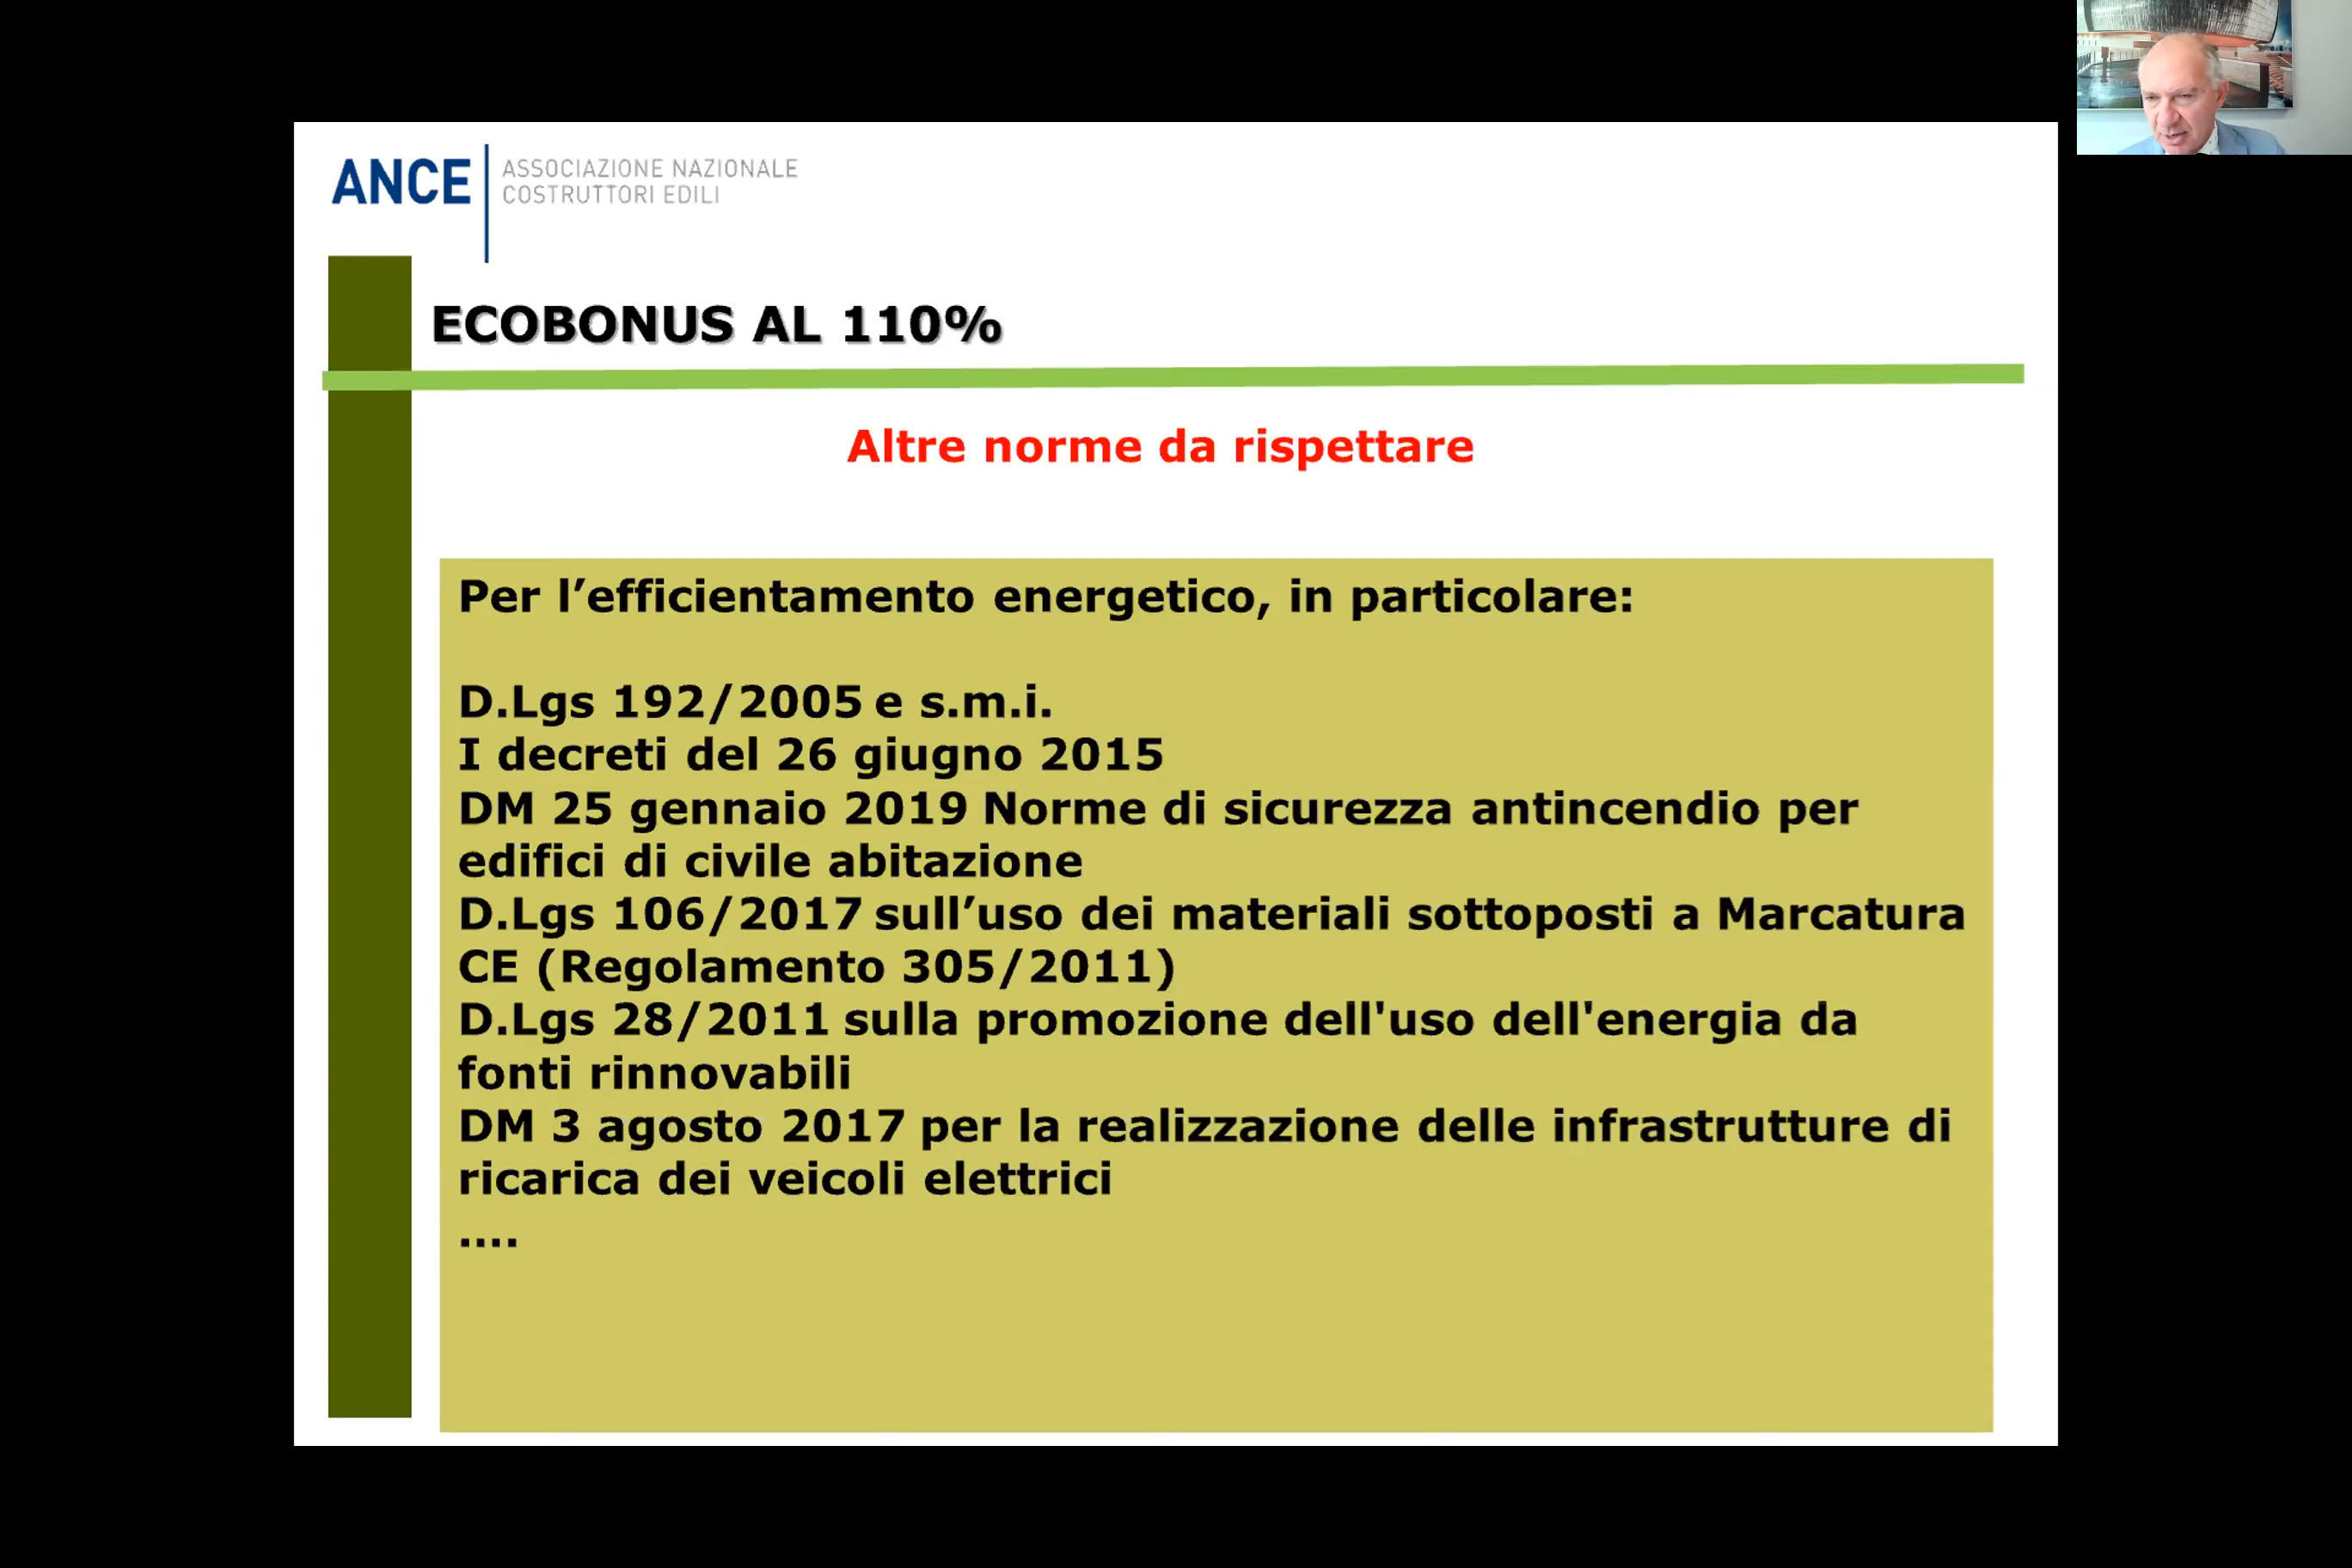 ANCE
ASSOCIAZIONE NAZIONALE
COSTRUTTORI EDILI
ECOBONUS AL 110%
Altre norme da rispettare
Per l’efficientamento energetico, in particolare:
D.Lgs 192/2005 e s.m.i.
I decreti del 26 giugno 2015
DM 25 gennaio 2019 Norme di sicurezza antincendio per
edifici di civile abitazione
D.Lgs 106/2017 sull’uso dei materiali sottoposti a Marcatura
CE (Regolamento 305/2011)
D.Lgs 28/2011 sulla promozione dell'uso dell'energia da
fonti rinnovabili
DM 3 agosto 2017 per la realizzazione delle infrastrutture di
ricarica dei veicoli elettrici
....